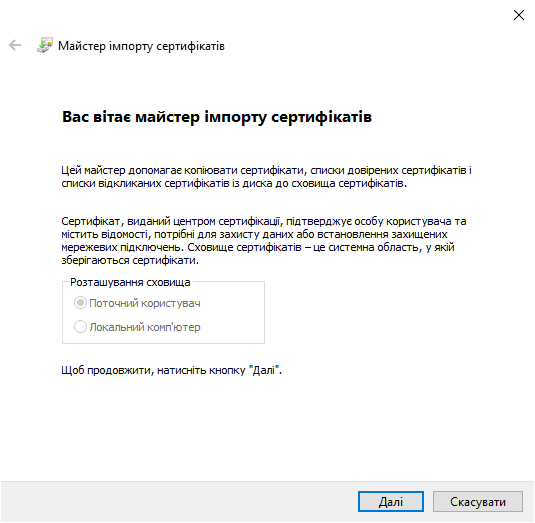 Майстер імпорту сертифікатів
Вас вітає майстер імпорту сертифікатів
Цей майстер допомагає копіювати сертифікати, списки довірених сертифікатів і
списки відкликаних сертифікатів із диска до сховища сертифікатів.
Сертифікат, виданий центром сертифікації, підтверджує особу користувача та
містить відомості, потрібні для захисту даних або встановлення захищених
мережевих підключень. Сховище сертифікатів – це системна область, у якій
зберігаються сертифікати.
Розташування сховища
Поточний користувач
Локальний комп'ютер
Щоб продовжити, натисніть кнопку "Далі".
Далі
Скасувати